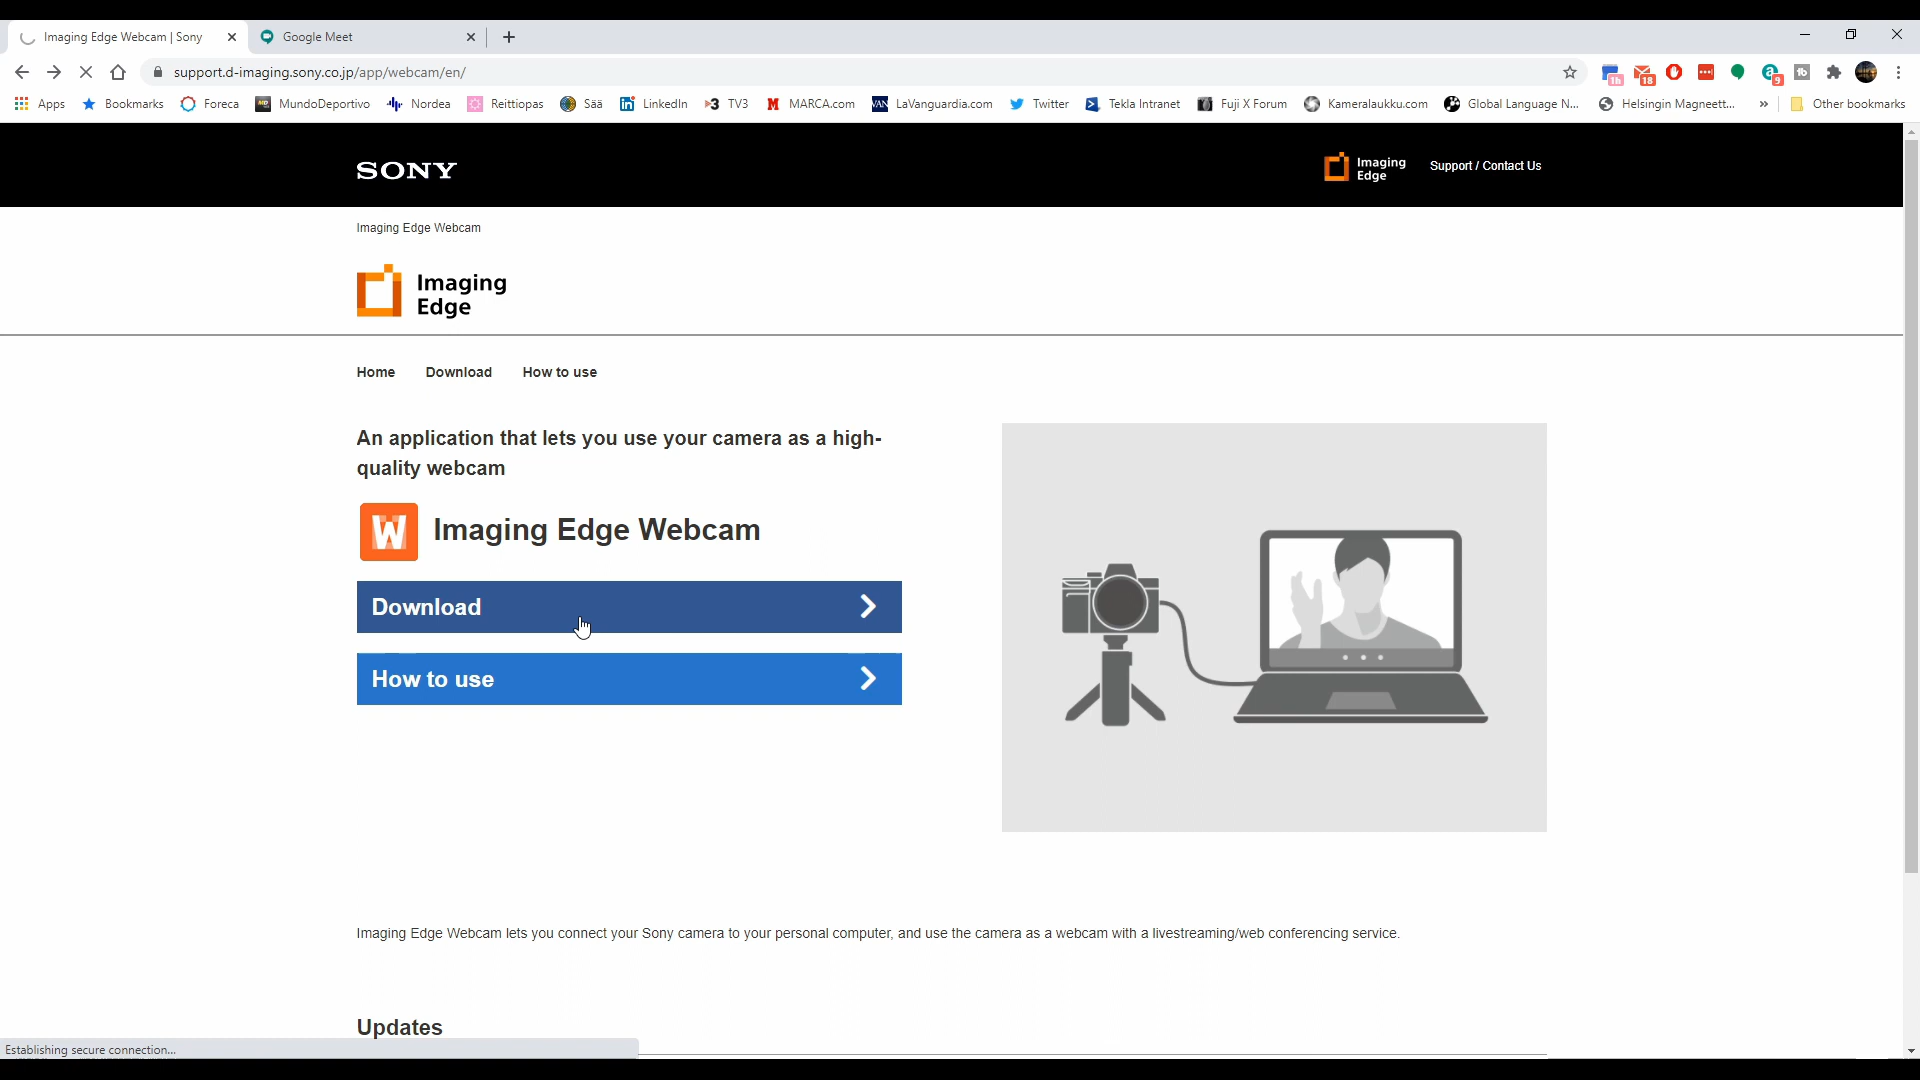 Imaging Edge Webcam | Sony
Google Meet
support.d-imaging.sony.co.jp/app/webcam/en/
1h
18
9
Apps
Bookmarks
Foreca
MundoDeportivo
Nordea
Reittiopas
Sää
LinkedIn
TV3
MARCA.com
LaVanguardia.com
Twitter
Tekla Intranet
Fuji X Forum
Kameralaukku.com
Global Language N...
Helsingin Magneett...
»
Other bookmarks
SONY
Imaging
Edge
Support / Contact Us
Imaging Edge Webcam
Imaging
Edge
Home
Download
How to use
An application that lets you use your camera as a high-
quality webcam
W
Imaging Edge Webcam
Download
How to use
Imaging Edge Webcam lets you connect your Sony camera to your personal computer, and use the camera as a webcam with a livestreaming/web conferencing service.
Updates
Establishing secure connection...